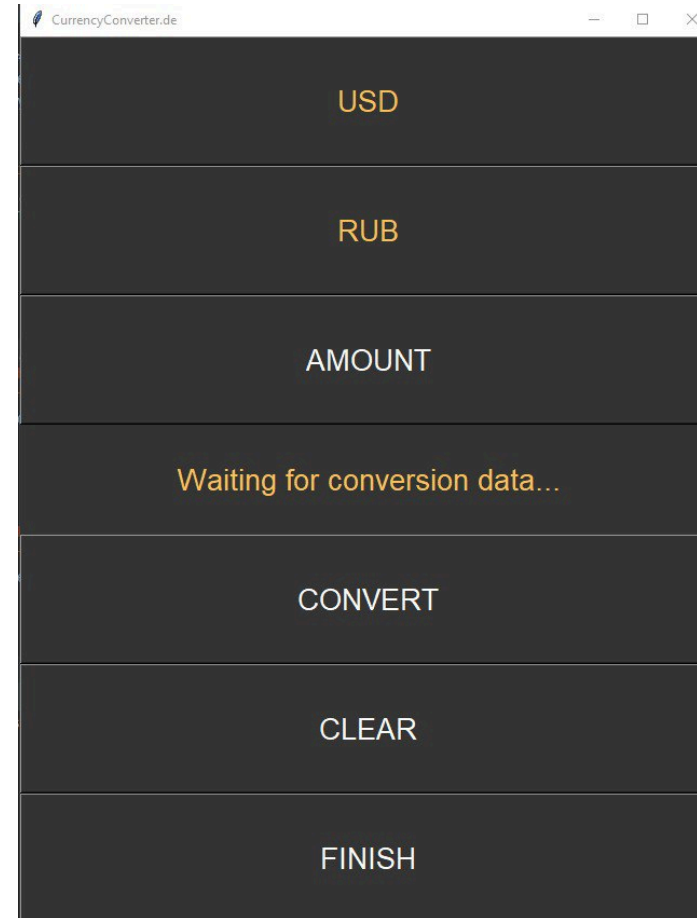 CurrencyConverter.de
USD
RUB
AMOUNT
Waiting for conversion data...
CONVERT
CLEAR
FINISH